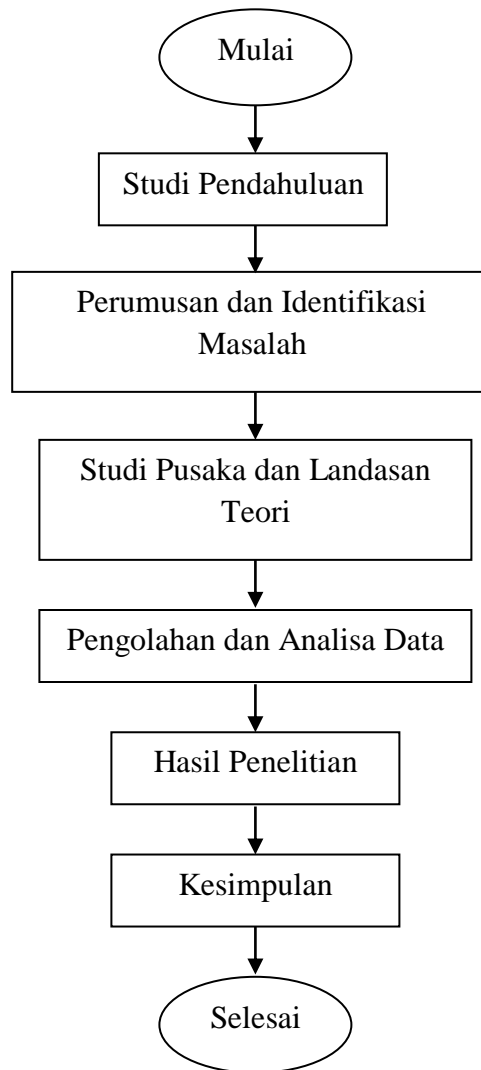 Mulai
Studi Pendahuluan
Perumusan dan Identifikasi
Masalah
Studi Pusaka dan Landasan
Teori
Pengolahan dan Analisa Data
Hasil Penelitian
Kesimpulan
Selesai